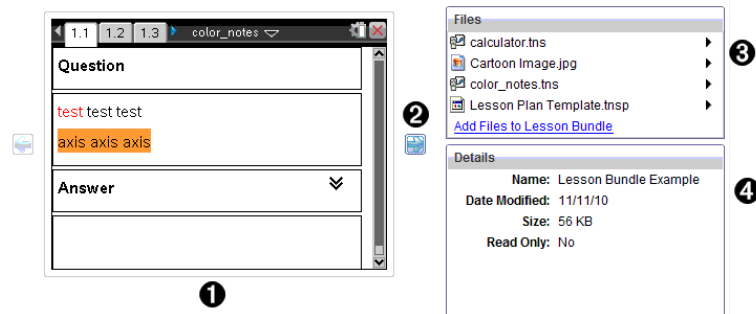 1.1 1.2 1.3 color_notes
Question
test test test
axis axis axis
Answer
1
2
Files
calculator.tns
Cartoon Image.jpg
color_notes.tns
Lesson Plan Template.tnsp
Add Files to Lesson Bundle
3
Details
Name: Lesson Bundle Example
Date Modified: 11/11/10
Size: 56 KB
Read Only: No
4